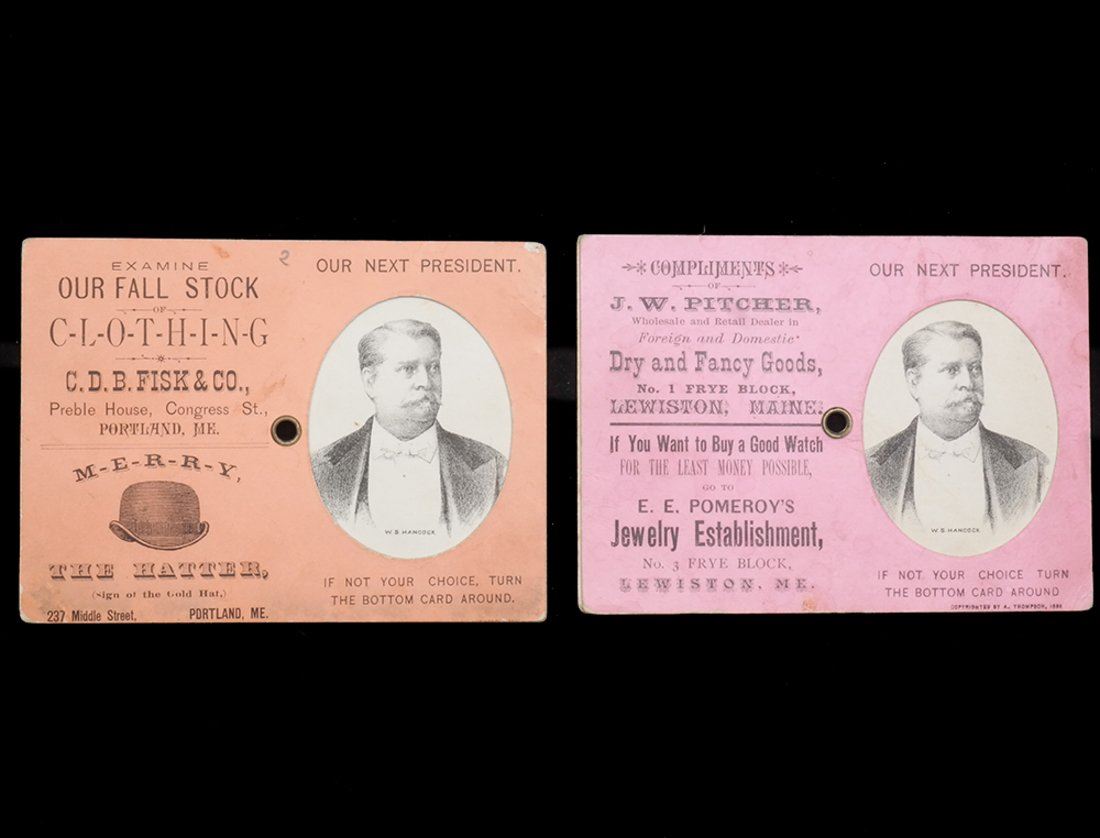 EXAMINE
OUR FALL STOCK
OF
C-L-O-T-H-I-N-G
C. D. B. FISK & CO.,
Preble House, Congress St.,
PORTLAND, ME.
M-E-R-R-Y,
THE HATTER,
(Sign of the Gold Hat,)
237 Middle Street, PORTLAND, ME.
2
OUR NEXT PRESIDENT.
W. S. HANCOCK
IF NOT YOUR CHOICE, TURN
THE BOTTOM CARD AROUND.
COMPLIMENTS
OF
J. W. PITCHER,
Wholesale and Retail Dealer in
Foreign and Domestic
Dry and Fancy Goods,
No. 1 FRYE BLOCK,
LEWISTON, MAINE.
If You Want to Buy a Good Watch
FOR THE LEAST MONEY POSSIBLE,
GO TO
E. E. POMEROY'S
Jewelry Establishment,
No. 3 FRYE BLOCK,
LEWISTON, ME.
OUR NEXT PRESIDENT.
W. S. HANCOCK
IF NOT YOUR CHOICE TURN
THE BOTTOM CARD AROUND
COPYRIGHTED BY A. THOMPSON, 1880